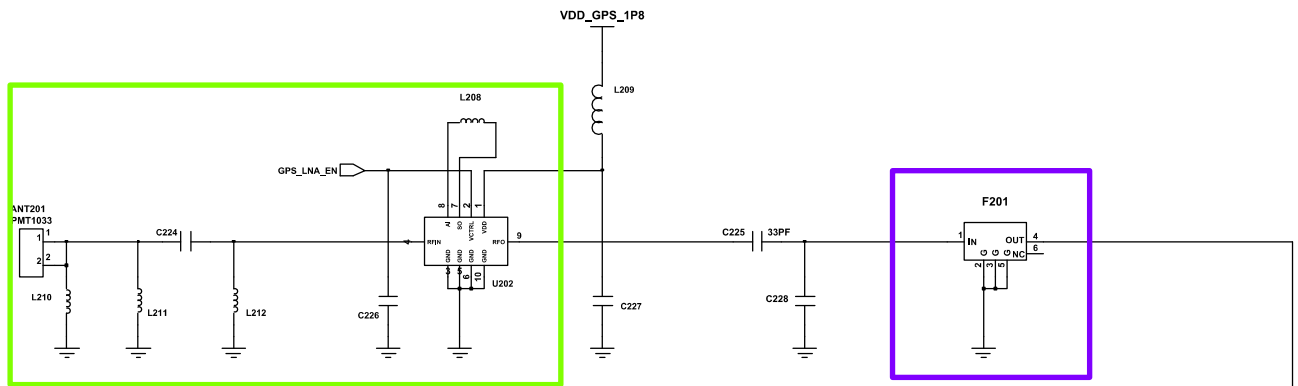 VDD_GPS_1P8
L209
L208
GPS_LNA_EN
F201
ANT201
PMT1033
8
7
2
1
AI
SO
VCTRL
VDD
C224
C225
33PF
1
1
4
RFIN
RFO
9
1
IN
OUT
4
2
2
NC
6
GND
GND
GND
GND
G
G
G
3
5
6
10
2
3
5
U202
L210
L211
L212
C226
C227
C228